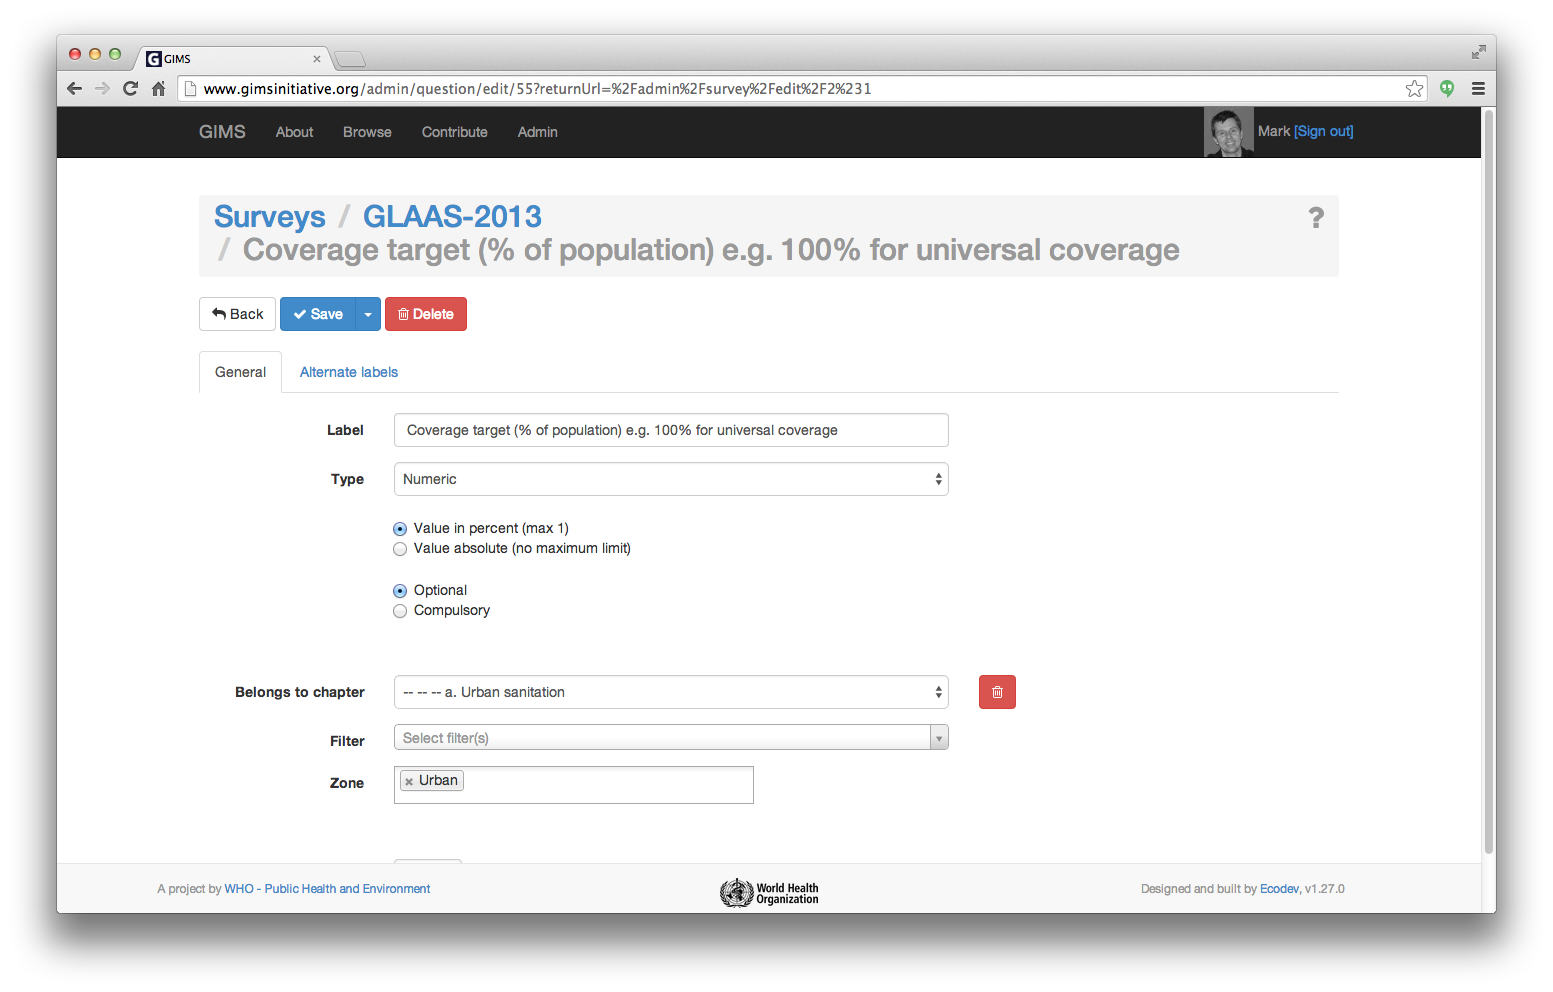 GIMS
www.gimsinitiative.org/admin/question/edit/55?returnUrl=%2Fadmin%2Fsurvey%2Fedit%2F2%231
GIMS About Browse Contribute Admin Mark [Sign out]
Surveys / GLAAS-2013 ?
/ Coverage target (% of population) e.g. 100% for universal coverage
Back Save Delete
General Alternate labels
Label Coverage target (% of population) e.g. 100% for universal coverage
Type Numeric
Value in percent (max 1)
Value absolute (no maximum limit)
Optional
Compulsory
Belongs to chapter -- -- -- a. Urban sanitation
Filter Select filter(s)
Zone × Urban
A project by WHO - Public Health and Environment
World Health
Organization
Designed and built by Ecodev, v1.27.0